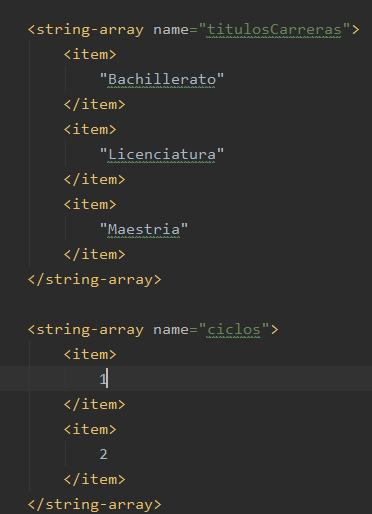 <string-array name="titulosCarreras">
<item>
"Bachillerato"
</item>
<item>
"Licenciatura"
</item>
<item>
"Maestria"
</item>
</string-array>
<string-array name="ciclos">
<item>
1
</item>
<item>
2
</item>
</string-array>